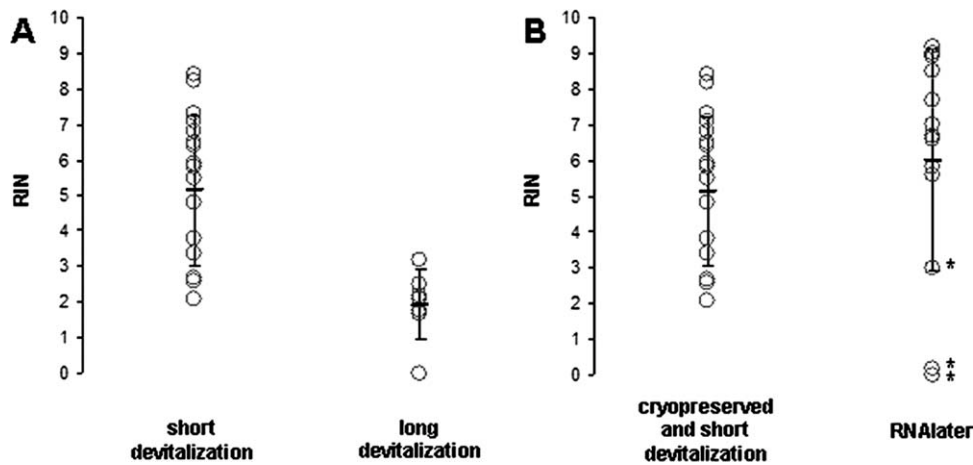 A
10
9
8
7
6
5
4
3
2
1
0
RIN
short
devitalization
long
devitalization
B
10
9
8
7
6
5
4
3
2
1
0
RIN
*
*
*
cryopreserved
and short
devitalization
RNAlater